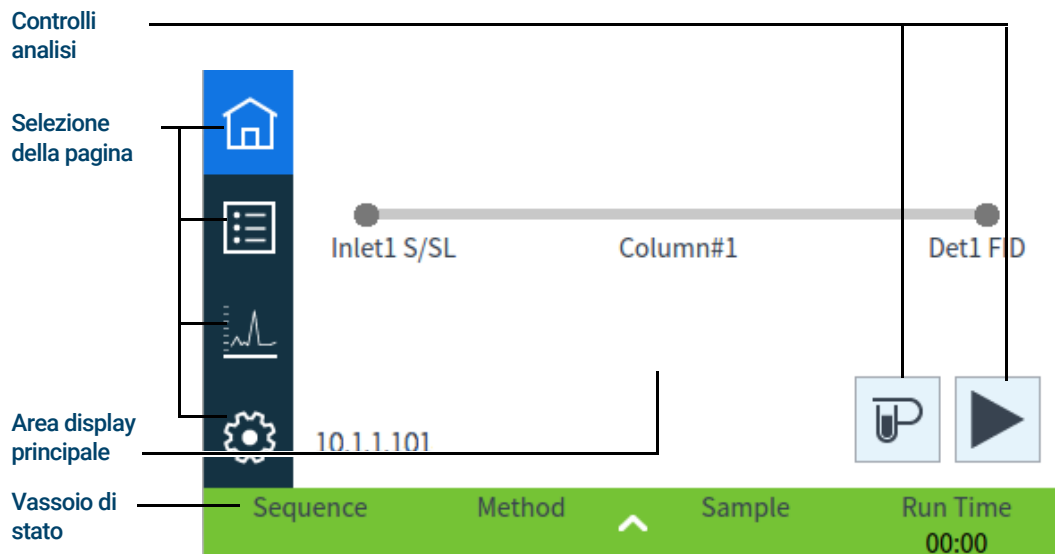 Controlli
analisi
Selezione
della pagina
Inlet1 S/SL
Column#1
Det1 FID
Area display
principale
10.1.1.101
Vassoio di
stato
Sequence
Method
Sample
Run Time
00:00